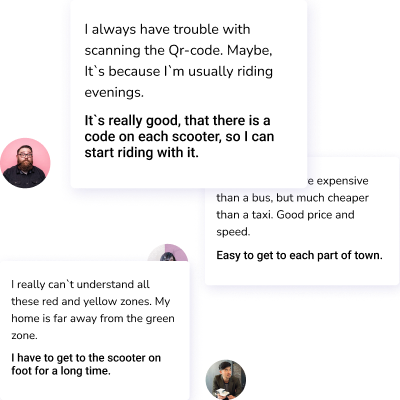 I always have trouble with
scanning the Qr-code. Maybe,
It`s because I`m usually riding
evenings.
It`s really good, that there is a
code on each scooter, so I can
start riding with it.
expensive
than a bus, but much cheaper
than a taxi. Good price and
speed.
Easy to get to each part of town.
I really can`t understand all
these red and yellow zones. My
home is far away from the green
zone.
I have to get to the scooter on
foot for a long time.